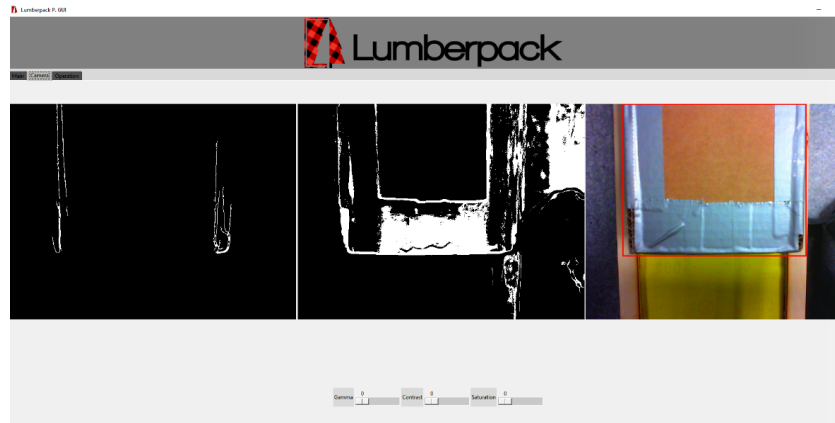 Lumberpack P. GUI
Lumberpack
Main Camera Operation
0 0 0
Gamma Contrast Saturation